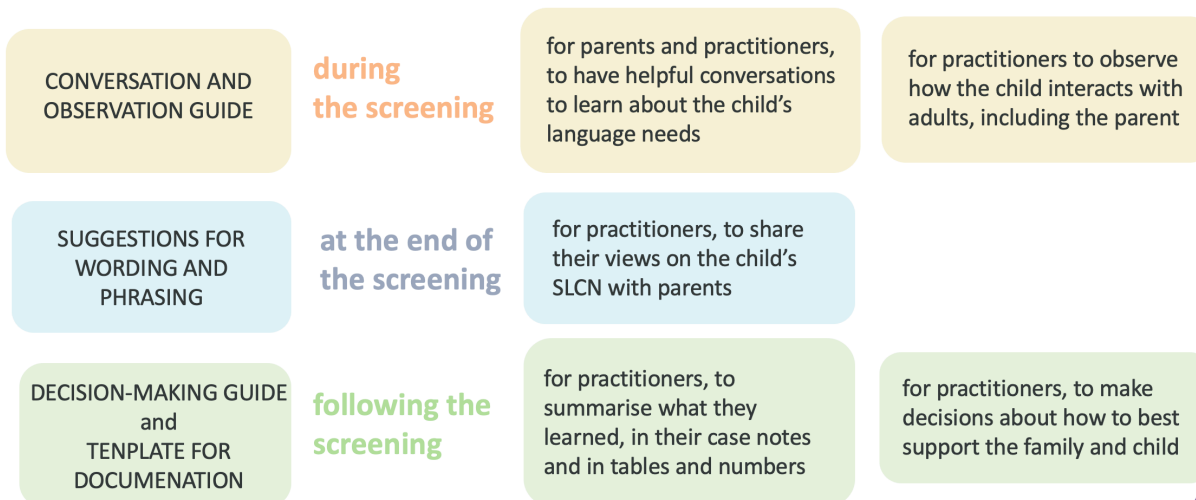 CONVERSATION AND
OBSERVATION GUIDE
during
the screening
for parents and practitioners,
to have helpful conversations
to learn about the child's
language needs
for practitioners to observe
how the child interacts with
adults, including the parent
SUGGESTIONS FOR
WORDING AND
PHRASING
at the end of
the screening
for practitioners, to share
their views on the child's
SLCN with parents
DECISION-MAKING GUIDE
and
TENPLATE FOR
DOCUMENATION
following the
screening
for practitioners, to
summarise what they
learned, in their case notes
and in tables and numbers
for practitioners, to make
decisions about how to best
support the family and child